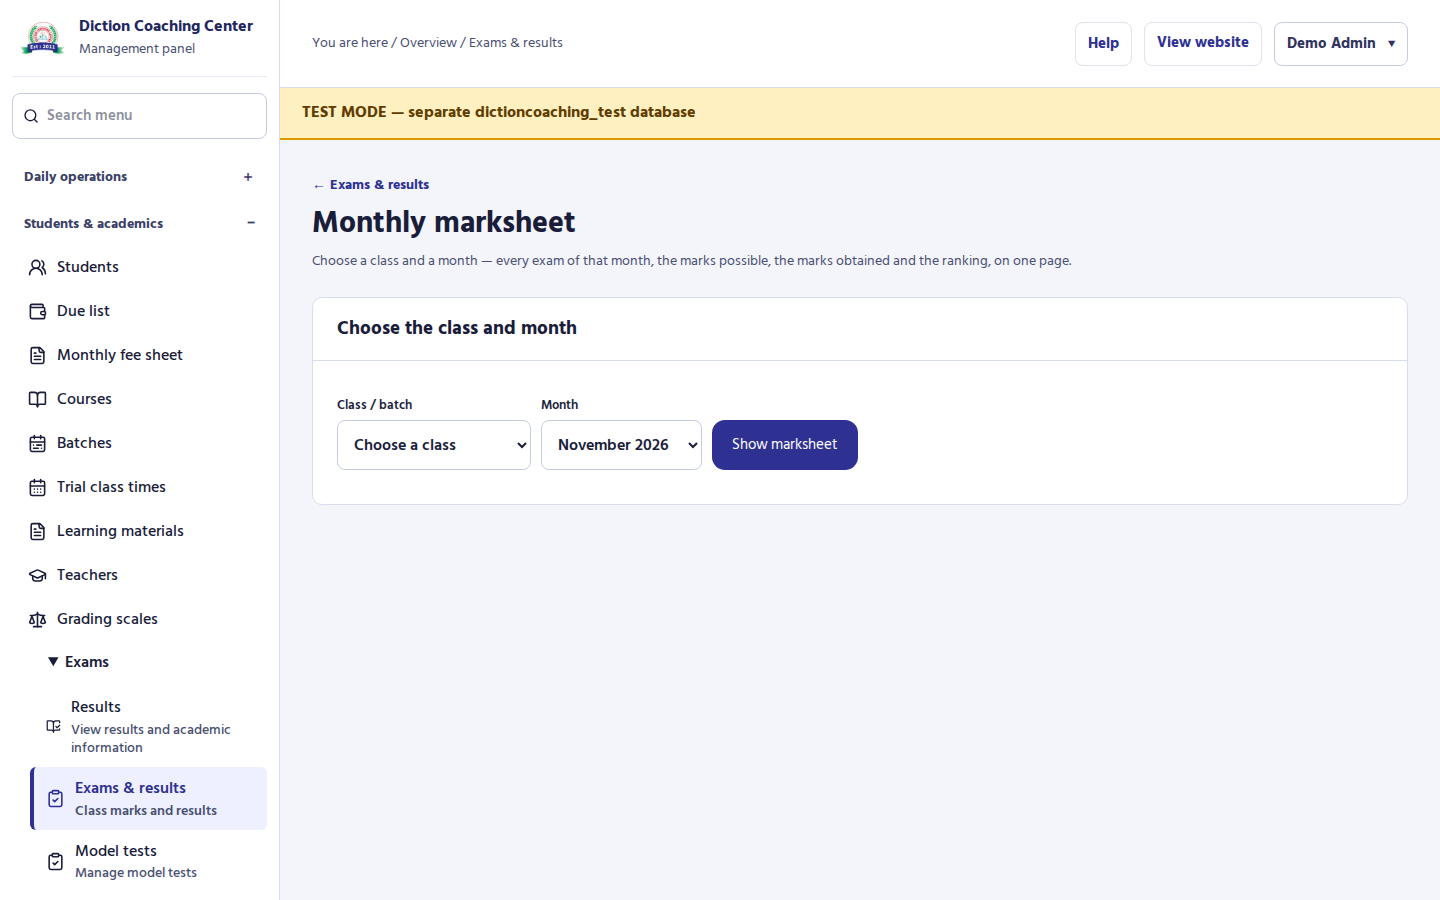 Diction Coaching Center
Management panel
Est : 2011
Search menu
Daily operations +
Students & academics −
Students
Due list
Monthly fee sheet
Courses
Batches
Trial class times
Learning materials
Teachers
Grading scales
▼ Exams
Results
View results and academic
information
Exams & results
Class marks and results
Model tests
Manage model tests
You are here / Overview / Exams & results
Help
View website
Demo Admin ▼
TEST MODE — separate dictioncoaching_test database
← Exams & results
Monthly marksheet
Choose a class and a month — every exam of that month, the marks possible, the marks obtained and the ranking, on one page.
Choose the class and month
Class / batch
Month
Choose a class
November 2026
Show marksheet